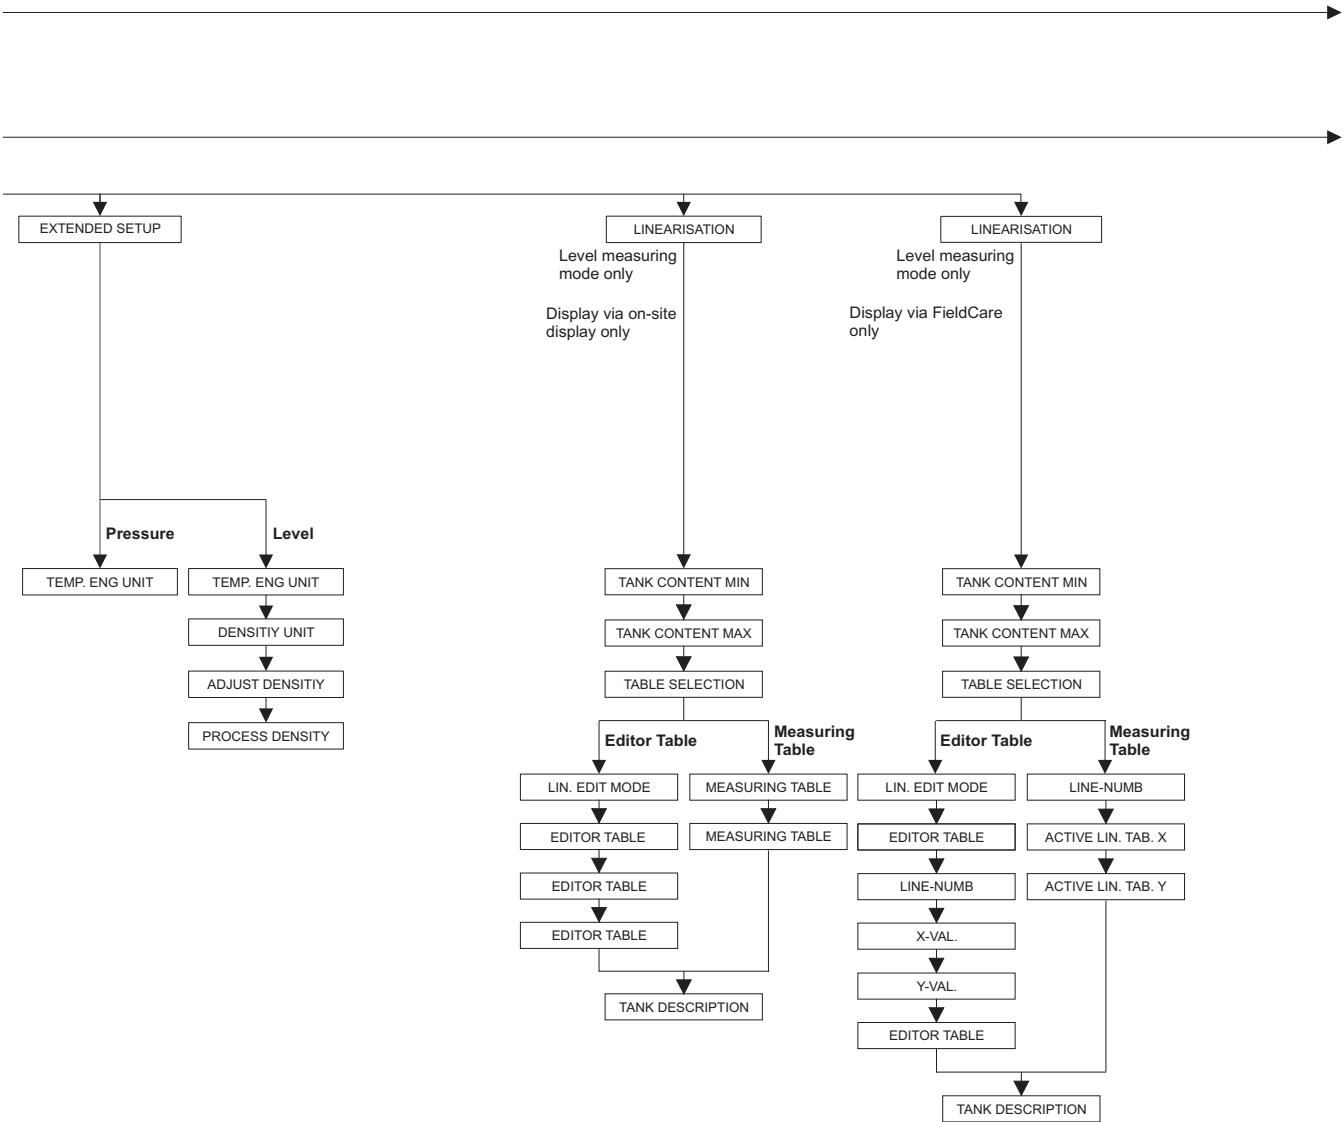 EXTENDED SETUP
Pressure
Level
TEMP. ENG UNIT
TEMP. ENG UNIT
DENSITIY UNIT
ADJUST DENSITIY
PROCESS DENSITY
LINEARISATION
Level measuring
mode only
Display via on-site
display only
TANK CONTENT MIN
TANK CONTENT MAX
TABLE SELECTION
Editor Table
Measuring
Table
LIN. EDIT MODE
EDITOR TABLE
EDITOR TABLE
EDITOR TABLE
MEASURING TABLE
MEASURING TABLE
TANK DESCRIPTION
LINEARISATION
Level measuring
mode only
Display via FieldCare
only
TANK CONTENT MIN
TANK CONTENT MAX
TABLE SELECTION
Editor Table
Measuring
Table
LIN. EDIT MODE
EDITOR TABLE
LINE-NUMB
X-VAL.
Y-VAL.
EDITOR TABLE
LINE-NUMB
ACTIVE LIN. TAB. X
ACTIVE LIN. TAB. Y
TANK DESCRIPTION